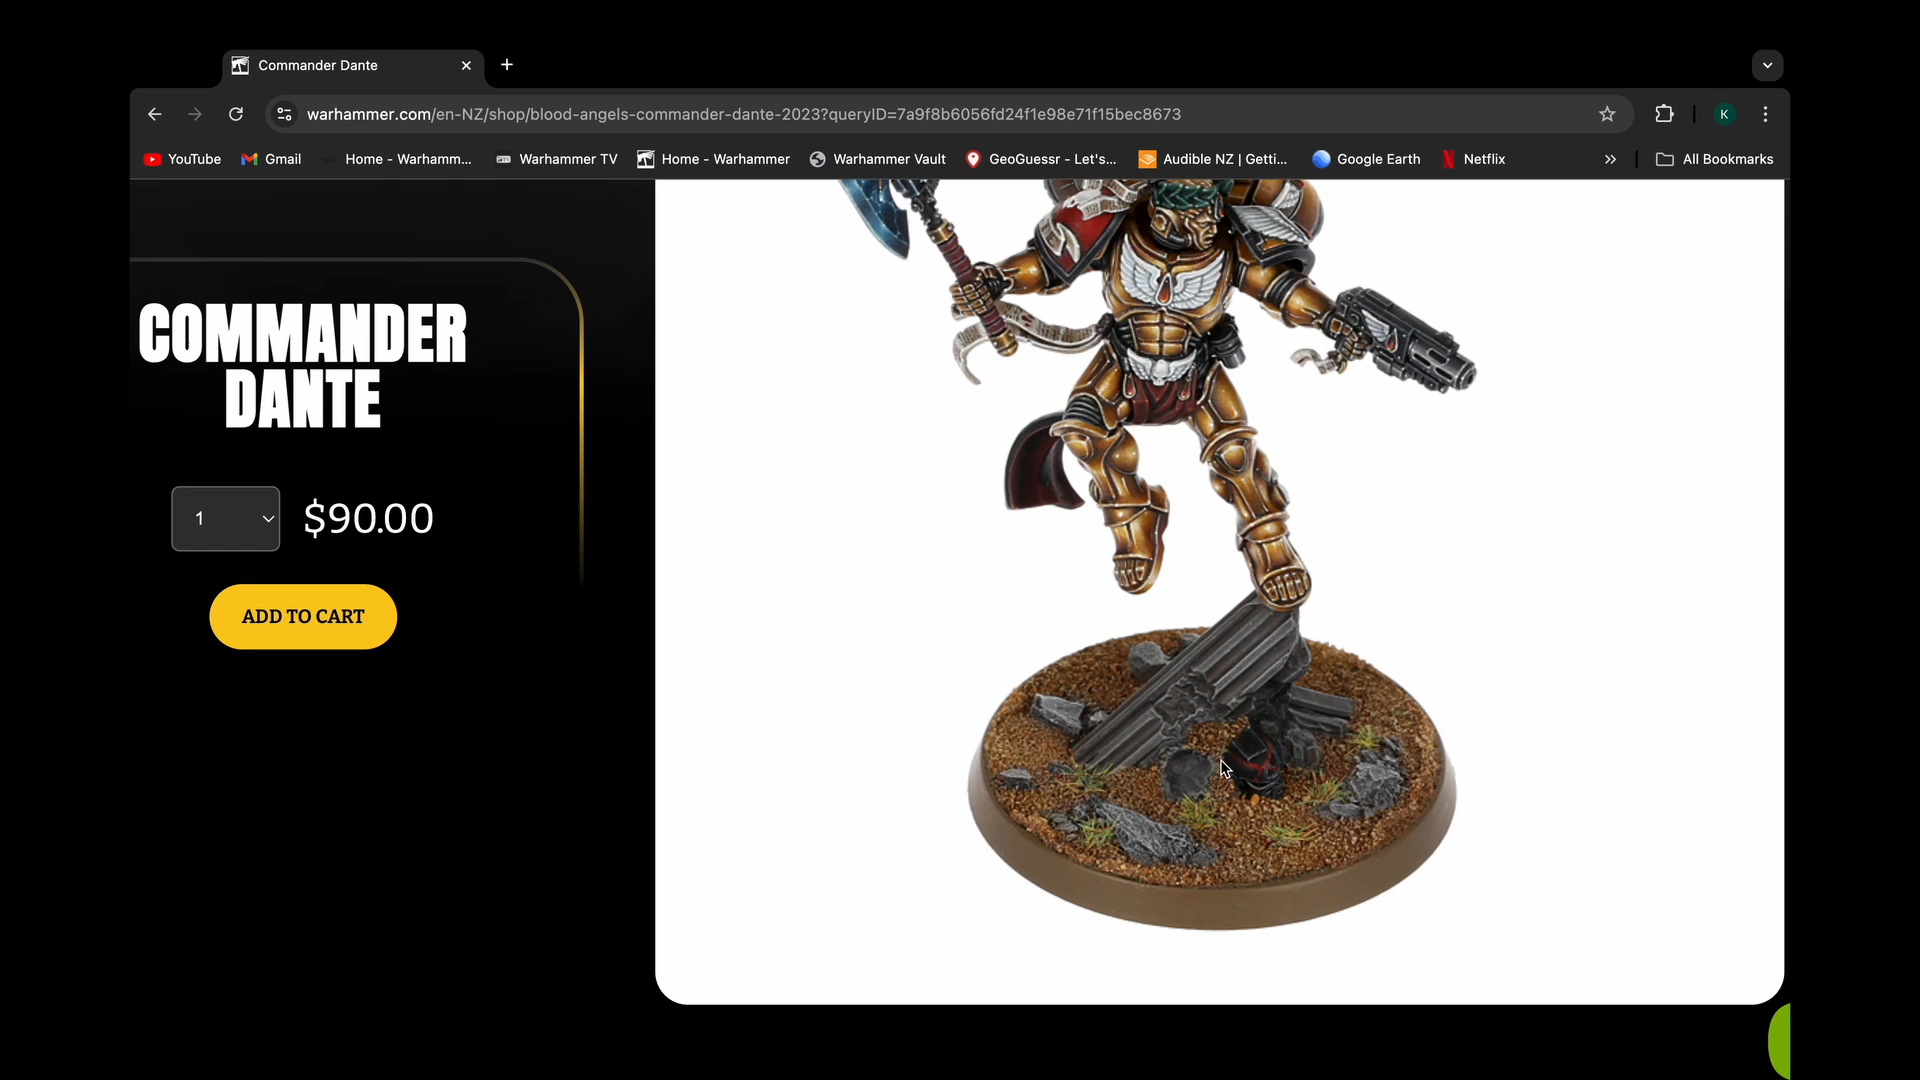 Commander Dante
warhammer.com/en-NZ/shop/blood-angels-commander-dante-2023?queryID=7a9f8b6056fd24f1e98e71f15bec8673
K
YouTube
Gmail
Home - Warhamm...
Warhammer TV
Home - Warhammer
Warhammer Vault
GeoGuessr - Let's...
Audible NZ | Getti...
Google Earth
Netflix
All Bookmarks
COMMANDER
DANTE
1
$90.00
ADD TO CART